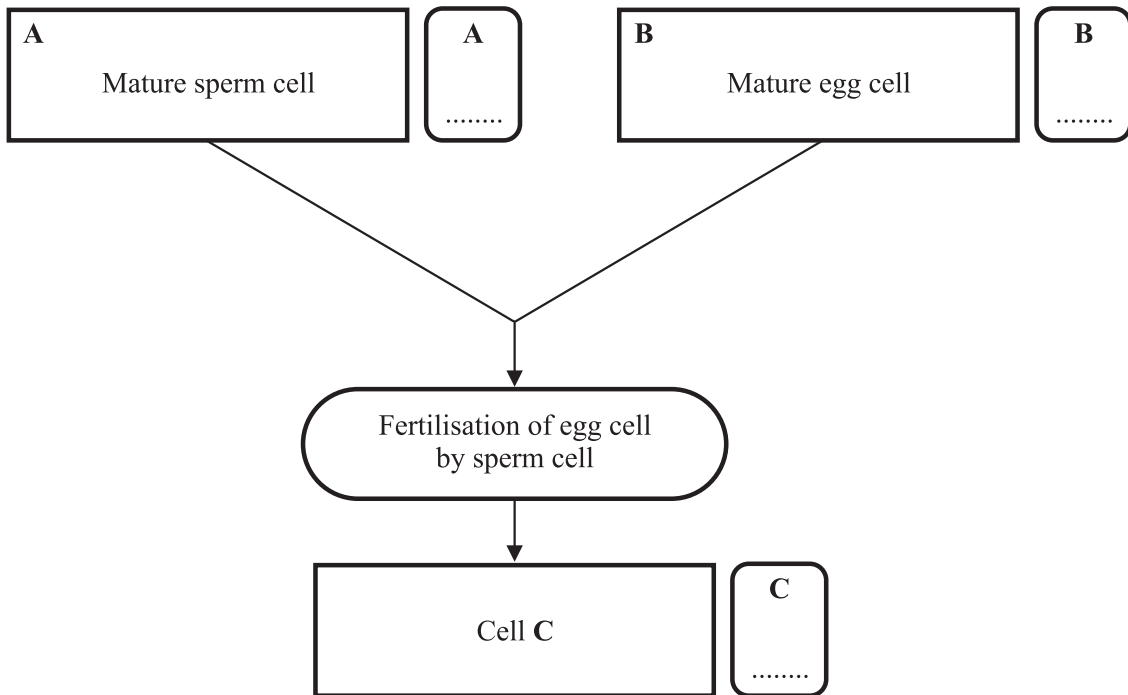 A
Mature sperm cell
A
........
B
Mature egg cell
B
........
Fertilisation of egg cell
by sperm cell
Cell C
C
........